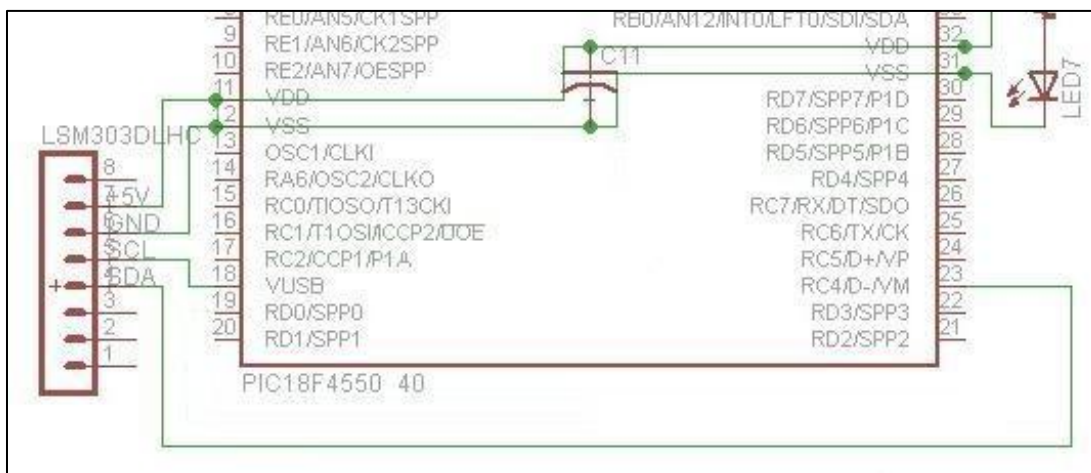 RE0/AN5/CK1SPP
9
RE1/AN6/CK2SPP
10
RE2/AN7/OESPP
11
VDD
2
VSS
13
OSC1/CLKI
14
RA6/OSC2/CLKO
15
RC0/TIOSO/T13CKI
16
RC1/T1OSI/ICCP2/UOE
17
RC2/CCP1/P1A
18
VUSB
19
RD0/SPP0
20
RD1/SPP1
PIC18F4550 40
C11
RB0/AN12/INT0/LFT0/SDI/SDA
32
VDD
31
VSS
30
RD7/SPP7/P1D
29
RD6/SPP6/P1C
28
RD5/SPP5/P1B
27
RD4/SPP4
26
RC7/RX/DT/SDO
25
RC6/TX/CK
24
RC5/D+/VP
23
RC4/D-/VM
22
RD3/SPP3
21
RD2/SPP2
LED7
LSM303DLHC
8
+5V
GND
SCL
SDA
+
3
2
1